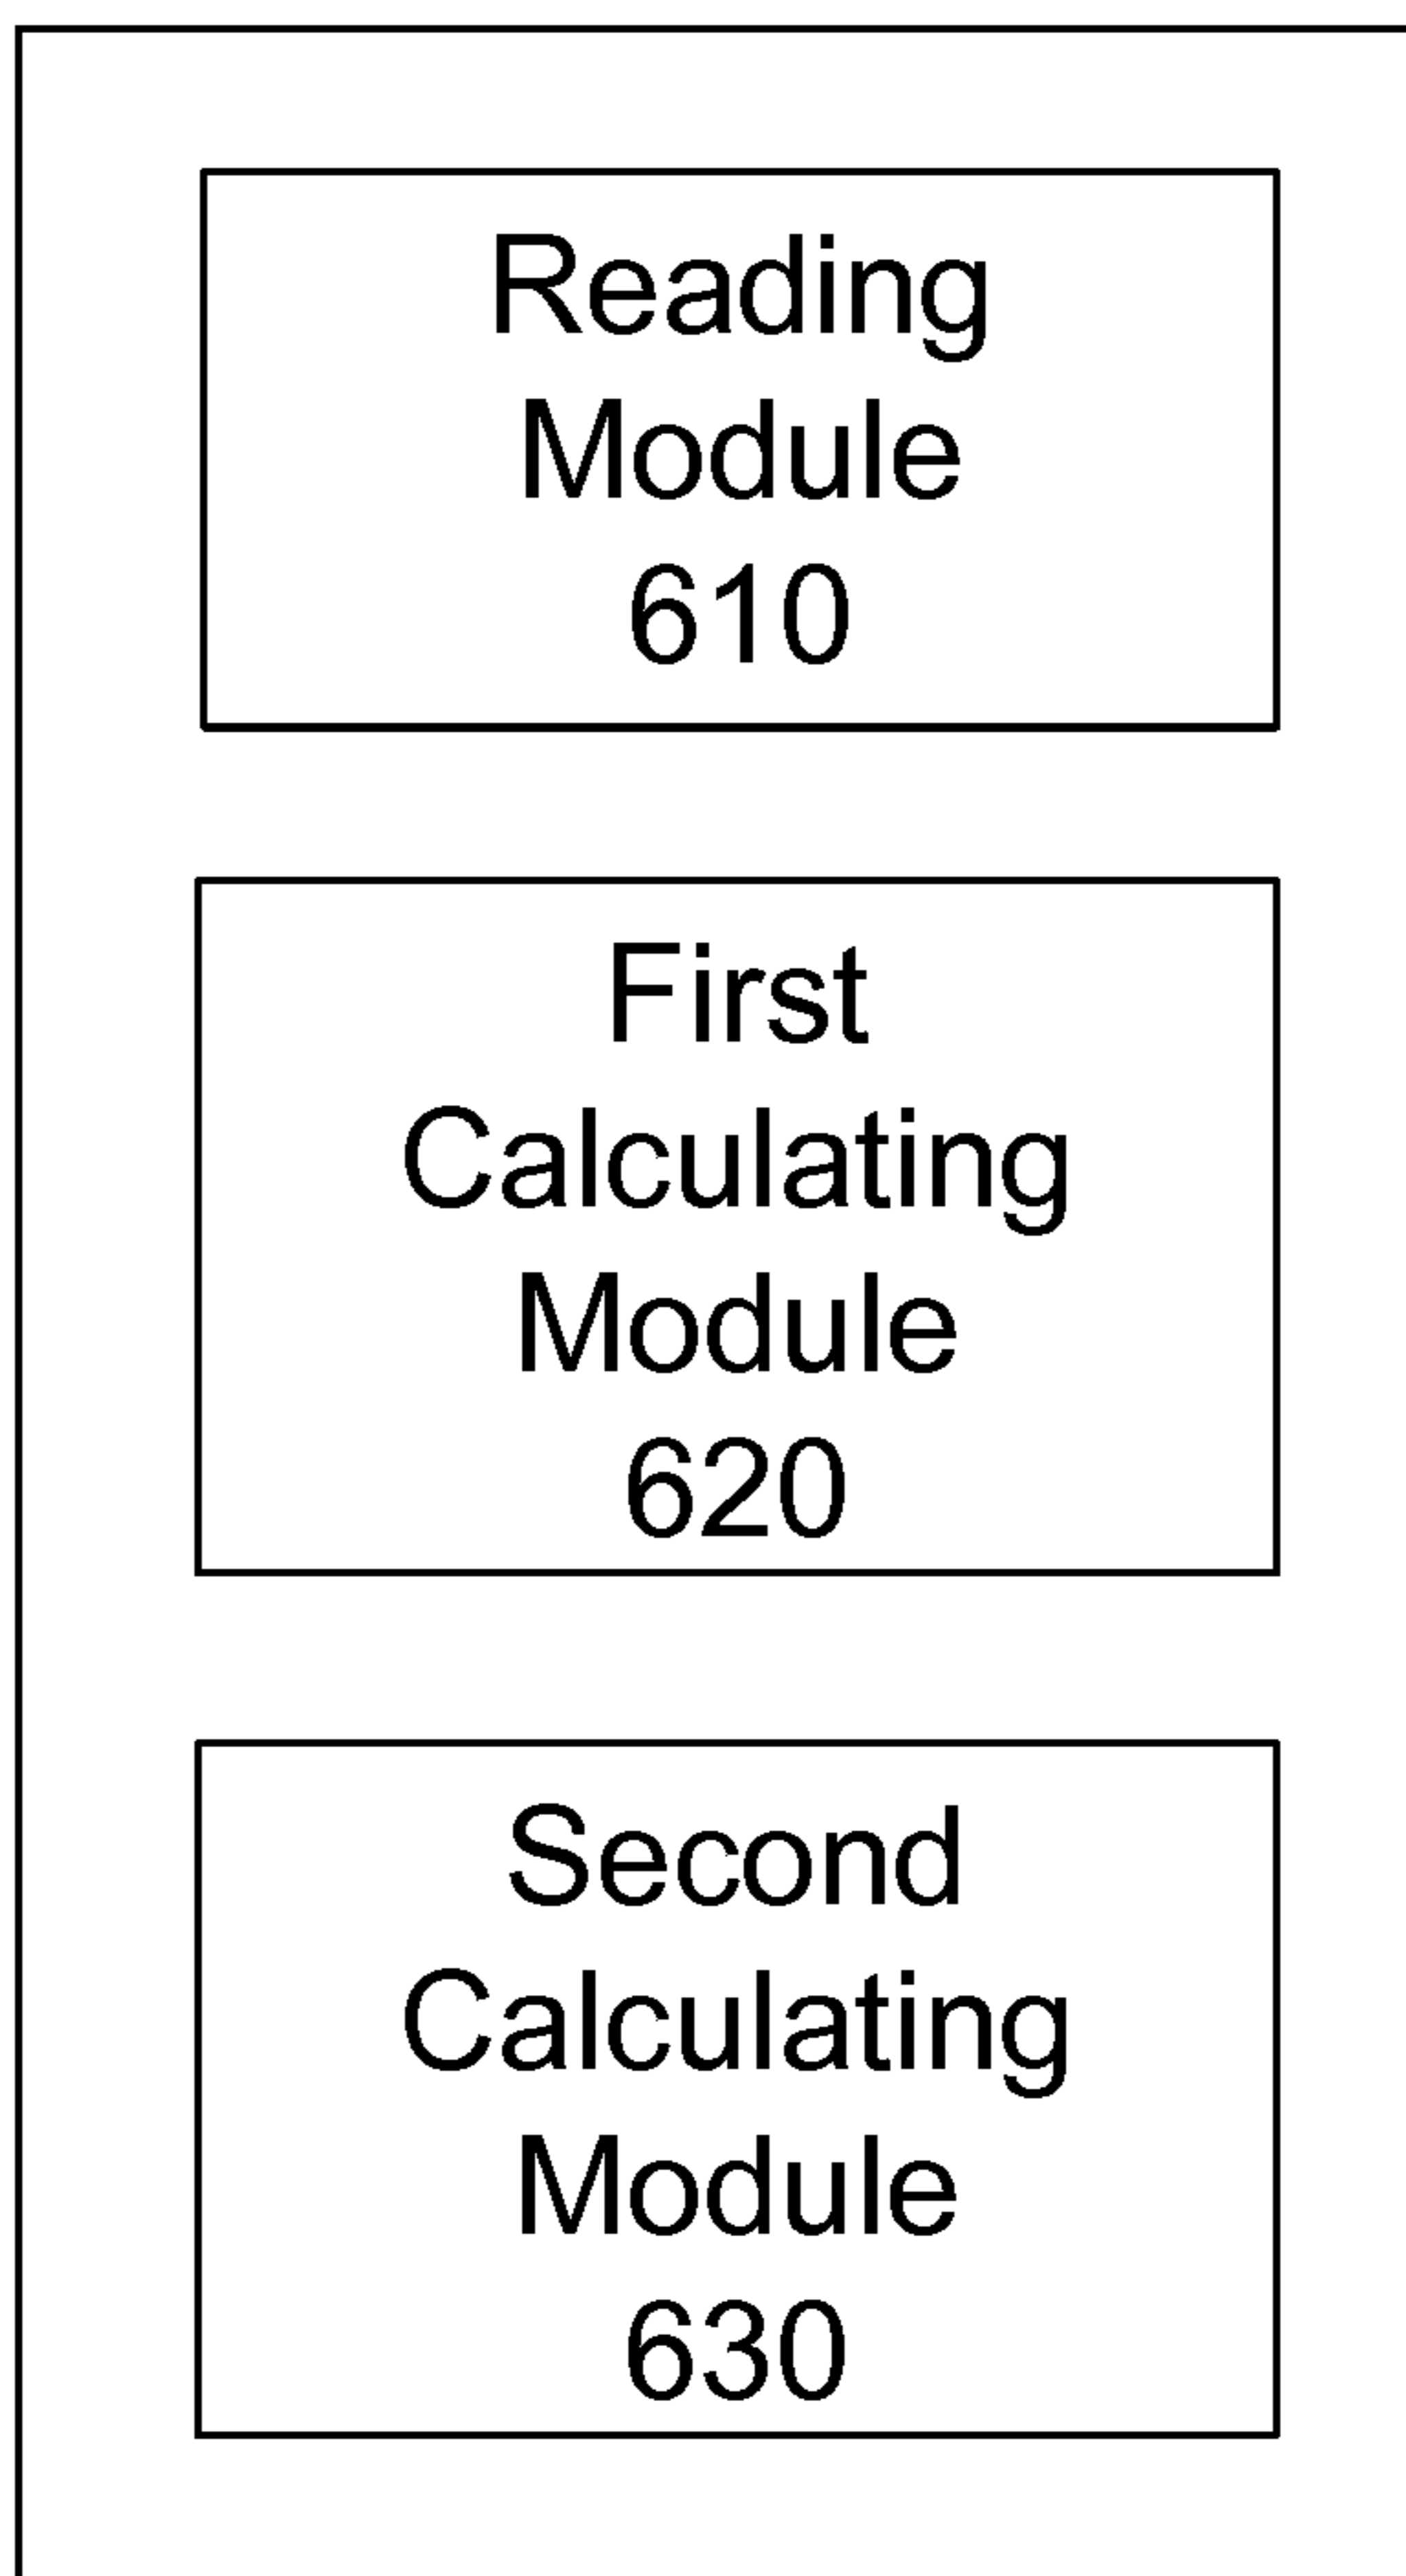 Reading
Module
610
First
Calculating
Module
620
Second
Calculating
Module
630